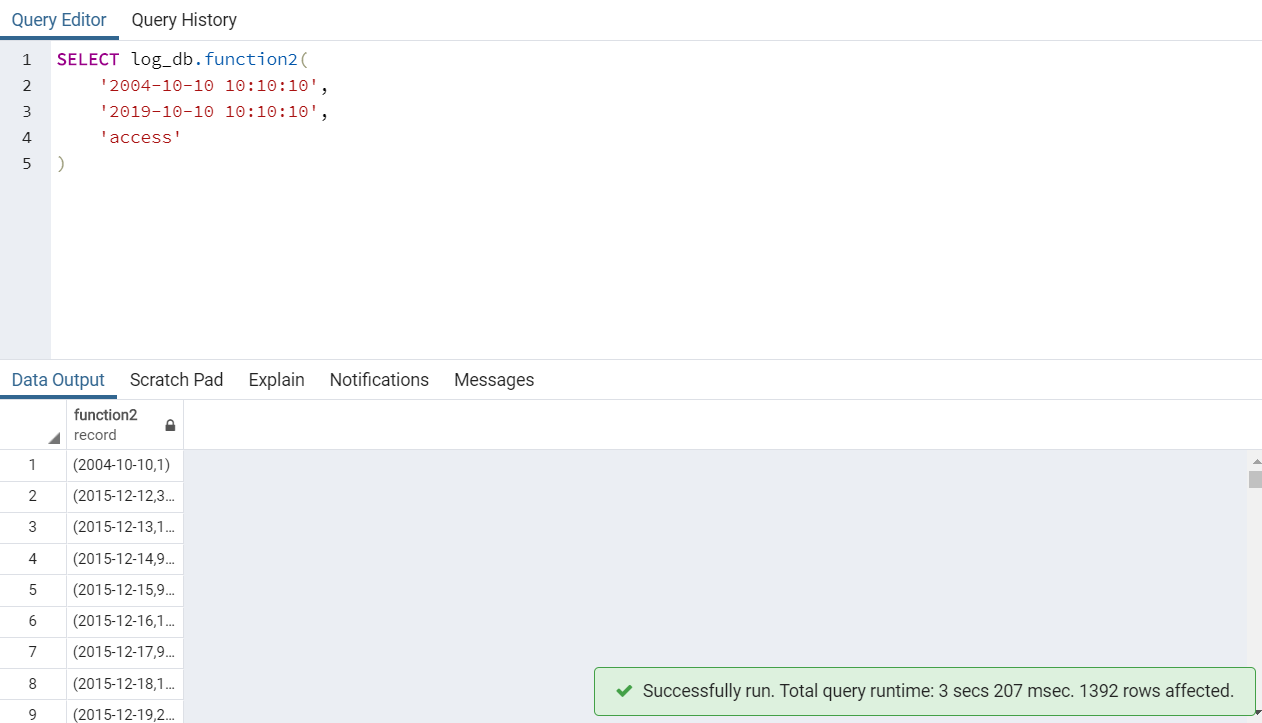 Query Editor Query History
1 SELECT log_db.function2(
2 '2004-10-10 10:10:10',
3 '2019-10-10 10:10:10',
4 'access'
5 )
Data Output Scratch Pad Explain Notifications Messages
function2
record
1 (2004-10-10,1)
2 (2015-12-12,3...
3 (2015-12-13,1...
4 (2015-12-14,9...
5 (2015-12-15,9...
6 (2015-12-16,1...
7 (2015-12-17,9...
8 (2015-12-18,1...
9 (2015-12-19,2...
Successfully run. Total query runtime: 3 secs 207 msec. 1392 rows affected.